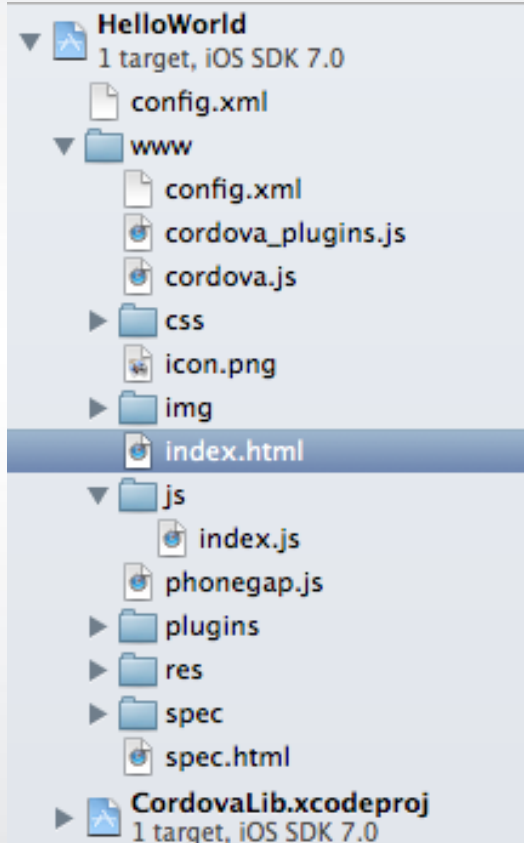 HelloWorld
1 target, iOS SDK 7.0
config.xml
www
config.xml
cordova_plugins.js
cordova.js
css
icon.png
img
index.html
js
index.js
phonegap.js
plugins
res
spec
spec.html
CordovaLib.xcodeproj
1 target, iOS SDK 7.0